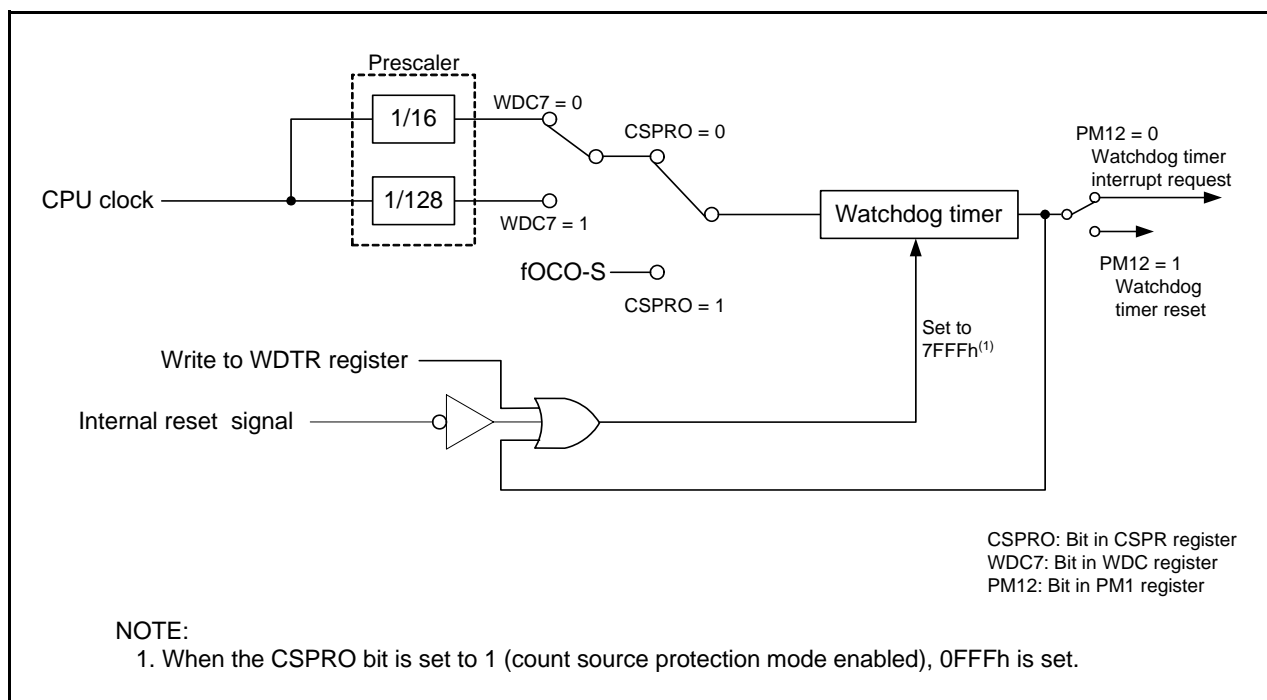 Prescaler
1/16
WDC7 = 0
CSPRO = 0
PM12 = 0
Watchdog timer
interrupt request
CPU clock
1/128
WDC7 = 1
Watchdog timer
fOCO-S
CSPRO = 1
PM12 = 1
Watchdog
timer reset
Set to
7FFFh(1)
Write to WDTR register
Internal reset signal
CSPRO: Bit in CSPR register
WDC7: Bit in WDC register
PM12: Bit in PM1 register
NOTE:
1. When the CSPRO bit is set to 1 (count source protection mode enabled), 0FFFh is set.